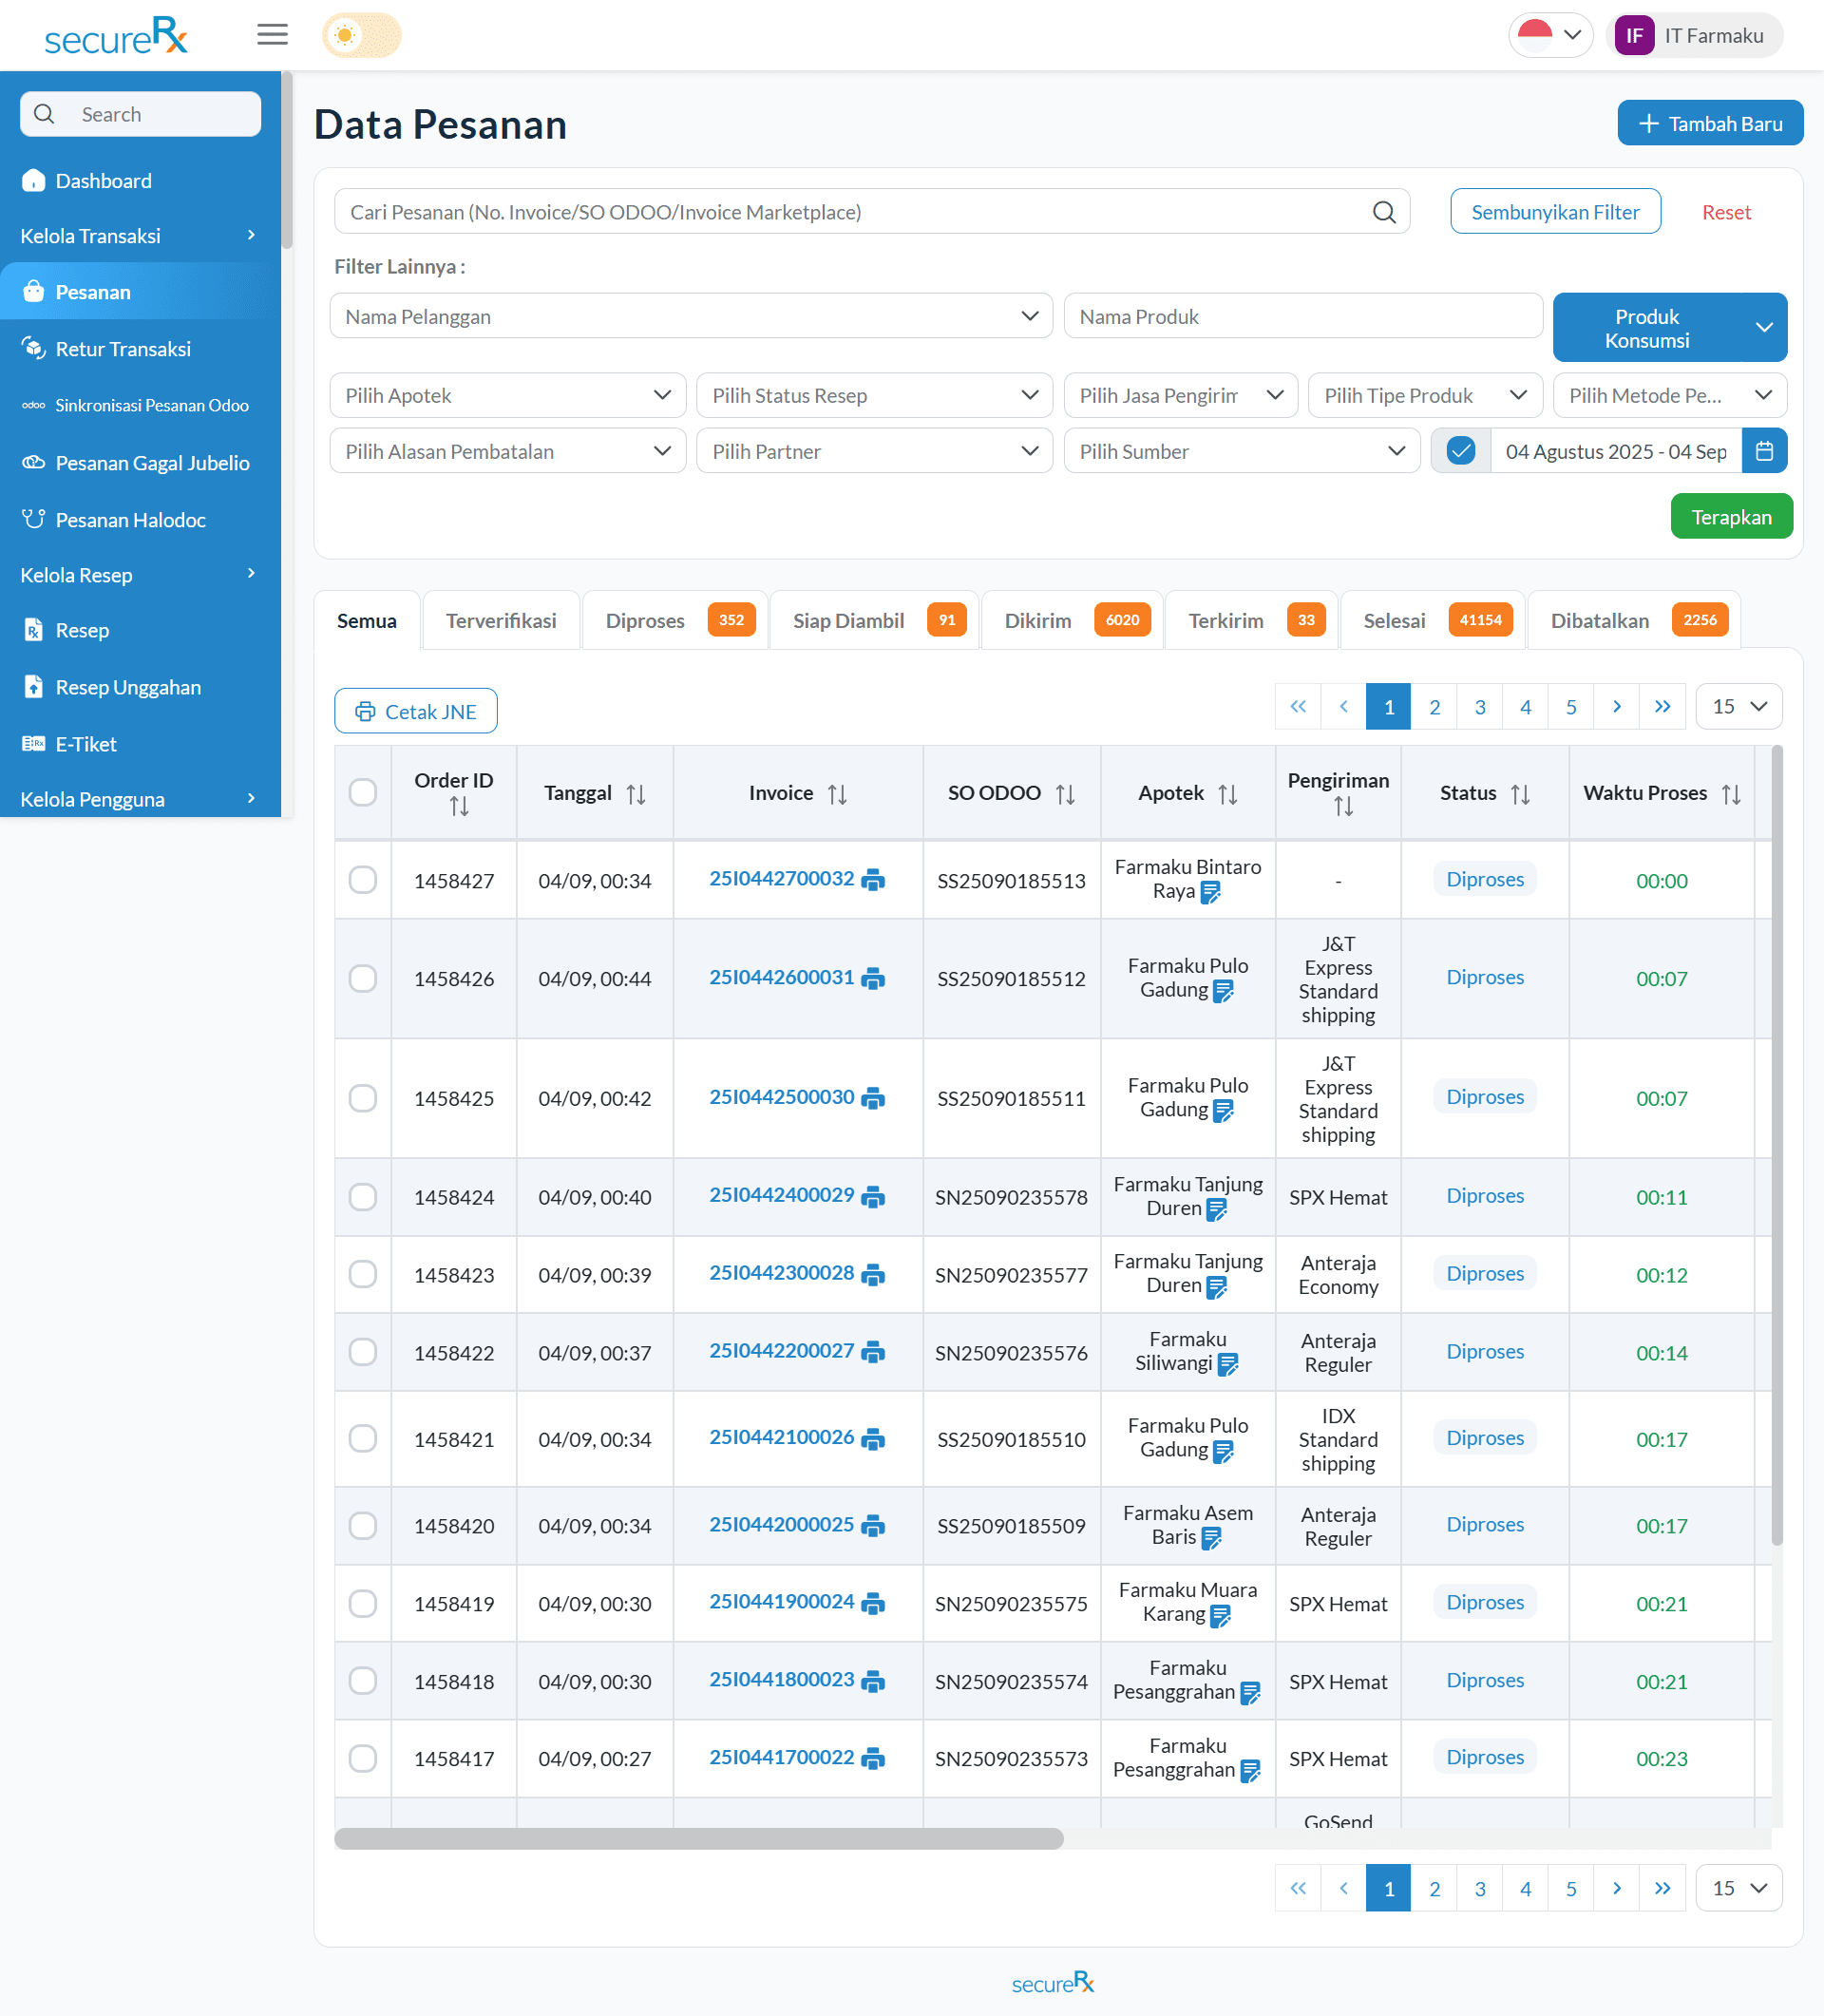 secureRx
IF IT Farmaku
Search
Dashboard
Kelola Transaksi
Pesanan
Retur Transaksi
odoo Sinkronisasi Pesanan Odoo
Pesanan Gagal Jubelio
Pesanan Halodoc
Kelola Resep
Resep
Resep Unggahan
E-Tiket
Kelola Pengguna
Data Pesanan
+ Tambah Baru
Cari Pesanan (No. Invoice/SO ODOO/Invoice Marketplace)
Sembunyikan Filter
Reset
Filter Lainnya :
Nama Pelanggan
Nama Produk
Produk
Konsumsi
Pilih Apotek
Pilih Status Resep
Pilih Jasa Pengirim
Pilih Tipe Produk
Pilih Metode Pe...
Pilih Alasan Pembatalan
Pilih Partner
Pilih Sumber
04 Agustus 2025 - 04 Sep
Terapkan
Semua Terverifikasi Diproses 352 Siap Diambil 91 Dikirim 6020 Terkirim 33 Selesai 41154 Dibatalkan 2256
Cetak JNE
« ‹ 1 2 3 4 5 › » 15
Order ID Tanggal Invoice SO ODOO Apotek Pengiriman Status Waktu Proses
1458427 04/09, 00:34 25I0442700032 SS25090185513 Farmaku Bintaro Raya - Diproses 00:00
1458426 04/09, 00:44 25I0442600031 SS25090185512 Farmaku Pulo Gadung J&T Express Standard shipping Diproses 00:07
1458425 04/09, 00:42 25I0442500030 SS25090185511 Farmaku Pulo Gadung J&T Express Standard shipping Diproses 00:07
1458424 04/09, 00:40 25I0442400029 SN25090235578 Farmaku Tanjung Duren SPX Hemat Diproses 00:11
1458423 04/09, 00:39 25I0442300028 SN25090235577 Farmaku Tanjung Duren Anteraja Economy Diproses 00:12
1458422 04/09, 00:37 25I0442200027 SN25090235576 Farmaku Siliwangi Anteraja Reguler Diproses 00:14
1458421 04/09, 00:34 25I0442100026 SS25090185510 Farmaku Pulo Gadung IDX Standard shipping Diproses 00:17
1458420 04/09, 00:34 25I0442000025 SS25090185509 Farmaku Asem Baris Anteraja Reguler Diproses 00:17
1458419 04/09, 00:30 25I0441900024 SN25090235575 Farmaku Muara Karang SPX Hemat Diproses 00:21
1458418 04/09, 00:30 25I0441800023 SN25090235574 Farmaku Pesanggrahan SPX Hemat Diproses 00:21
1458417 04/09, 00:27 25I0441700022 SN25090235573 Farmaku Pesanggrahan SPX Hemat Diproses 00:23
GoSend
« ‹ 1 2 3 4 5 › » 15
secureRx